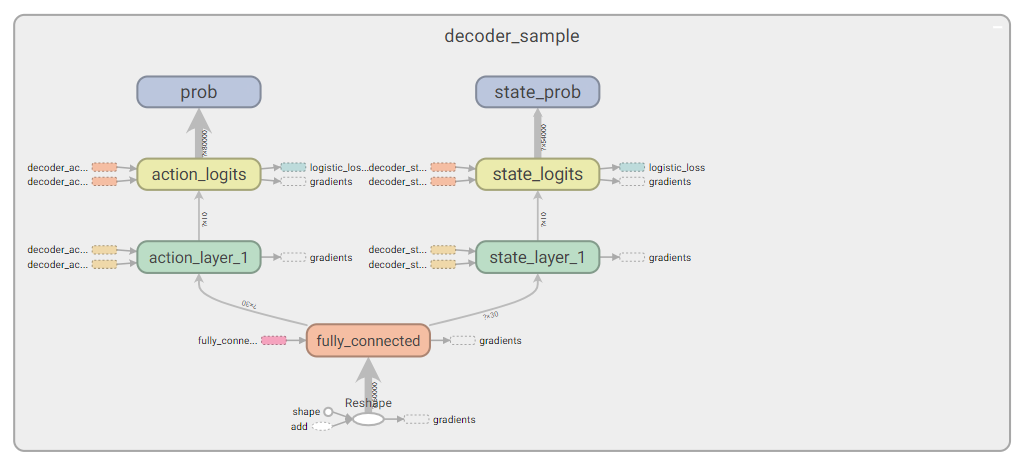 decoder_sample
prob
state_prob
?×80000
?×54000
decoder_ac...
decoder_ac...
action_logits
logistic_los...
gradients
decoder_st...
decoder_st...
state_logits
logistic_loss
gradients
?×10
?×10
decoder_ac...
decoder_ac...
action_layer_1
gradients
decoder_st...
decoder_st...
state_layer_1
gradients
?×30
?×30
fully_conne...
fully_connected
gradients
Reshape
shape
add
gradients